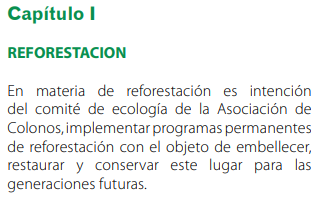 Capítulo I
REFORESTACION
En materia de reforestación es intención
del comité de ecología de la Asociación de
Colonos, implementar programas permanentes
de reforestación con el objeto de embellecer,
restaurar y conservar este lugar para las
generaciones futuras.